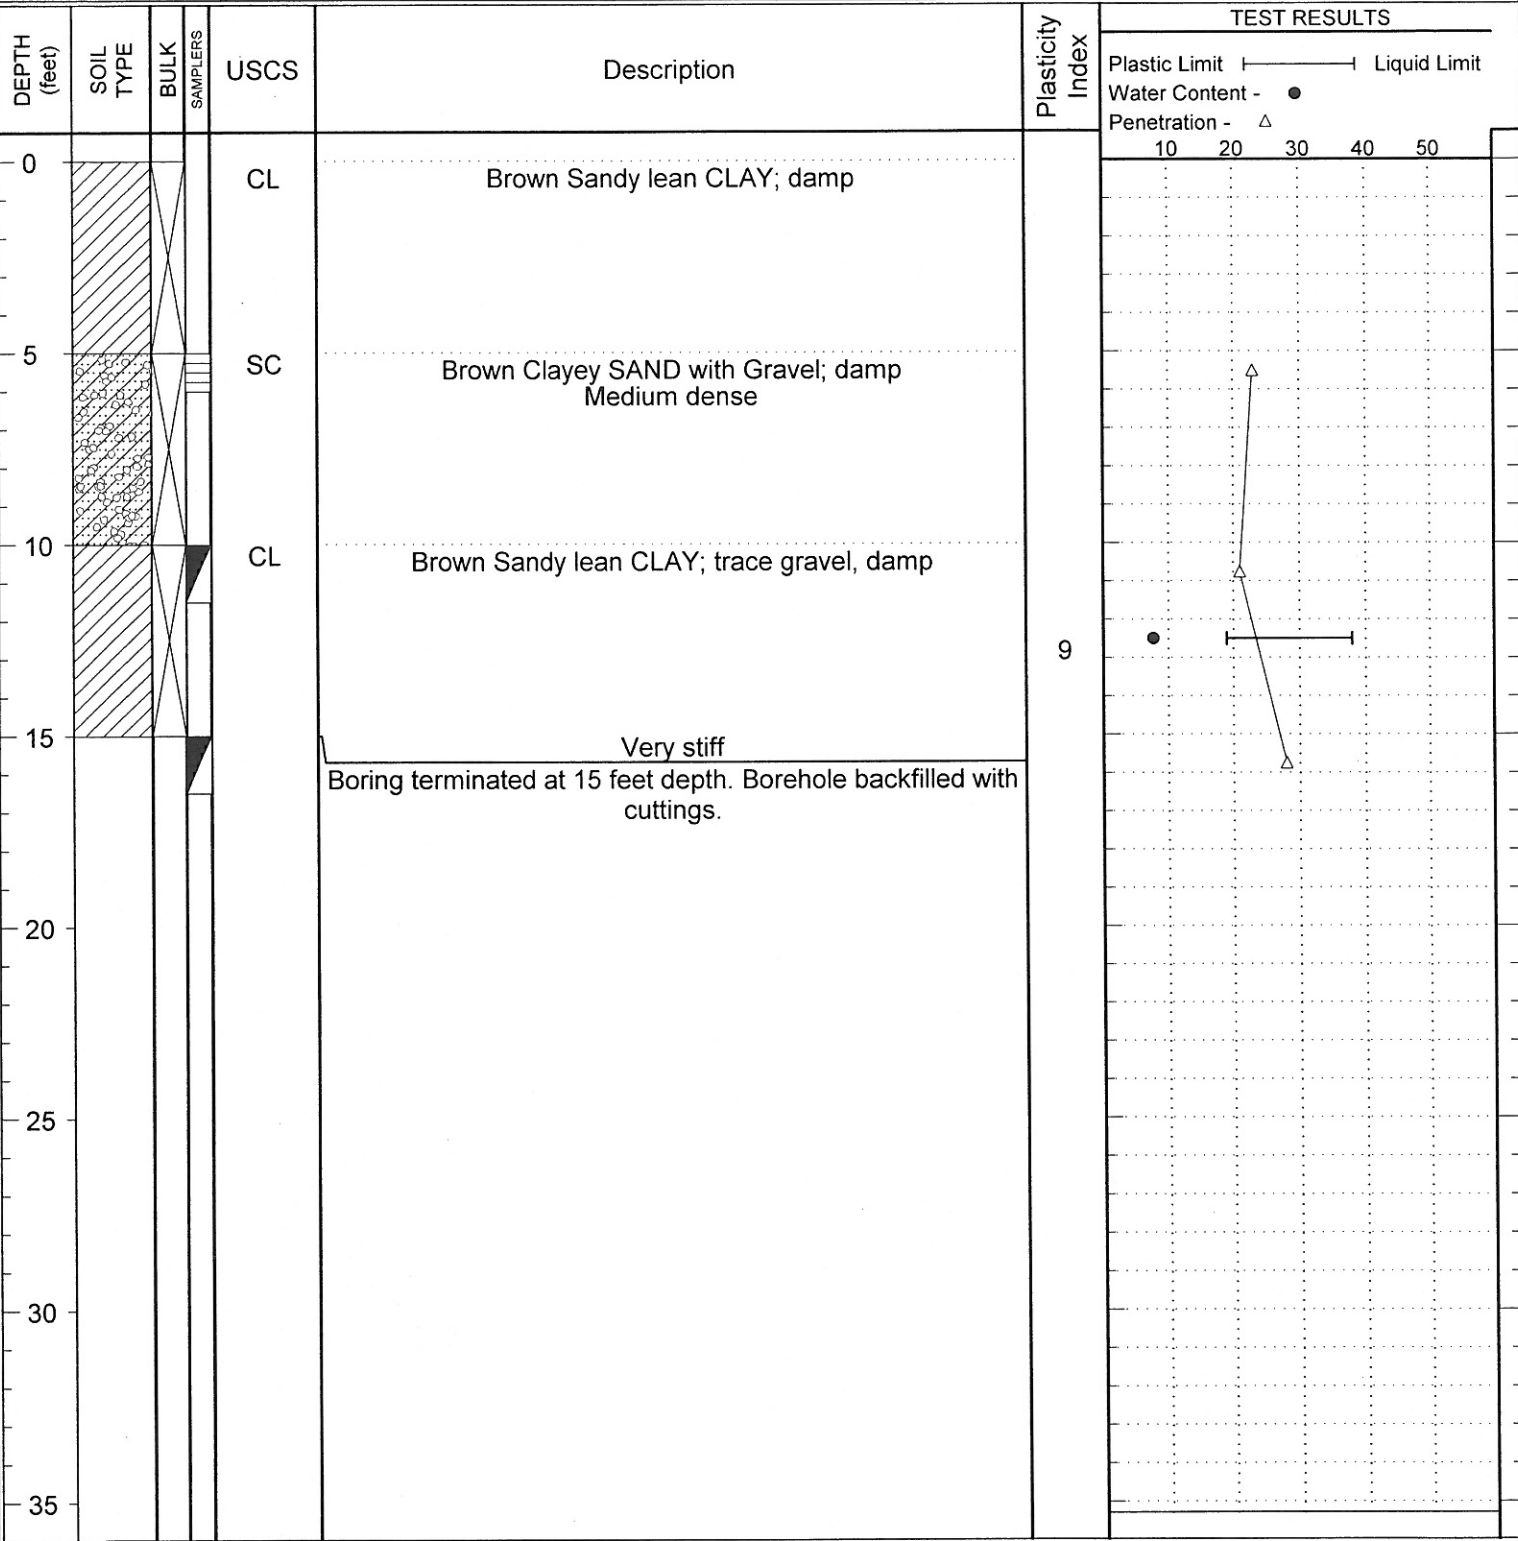 DEPTH
(feet)
SOIL
TYPE
BULK
SAMPLERS
USCS
Description
Plasticity
Index
TEST RESULTS
Plastic Limit
Liquid Limit
Water Content -
Penetration -
10 20 30 40 50
0
CL
Brown Sandy lean CLAY; damp
5
SC
Brown Clayey SAND with Gravel; damp
Medium dense
10
CL
Brown Sandy lean CLAY; trace gravel, damp
9
15
Very stiff
Boring terminated at 15 feet depth. Borehole backfilled with
cuttings.
20
25
30
35